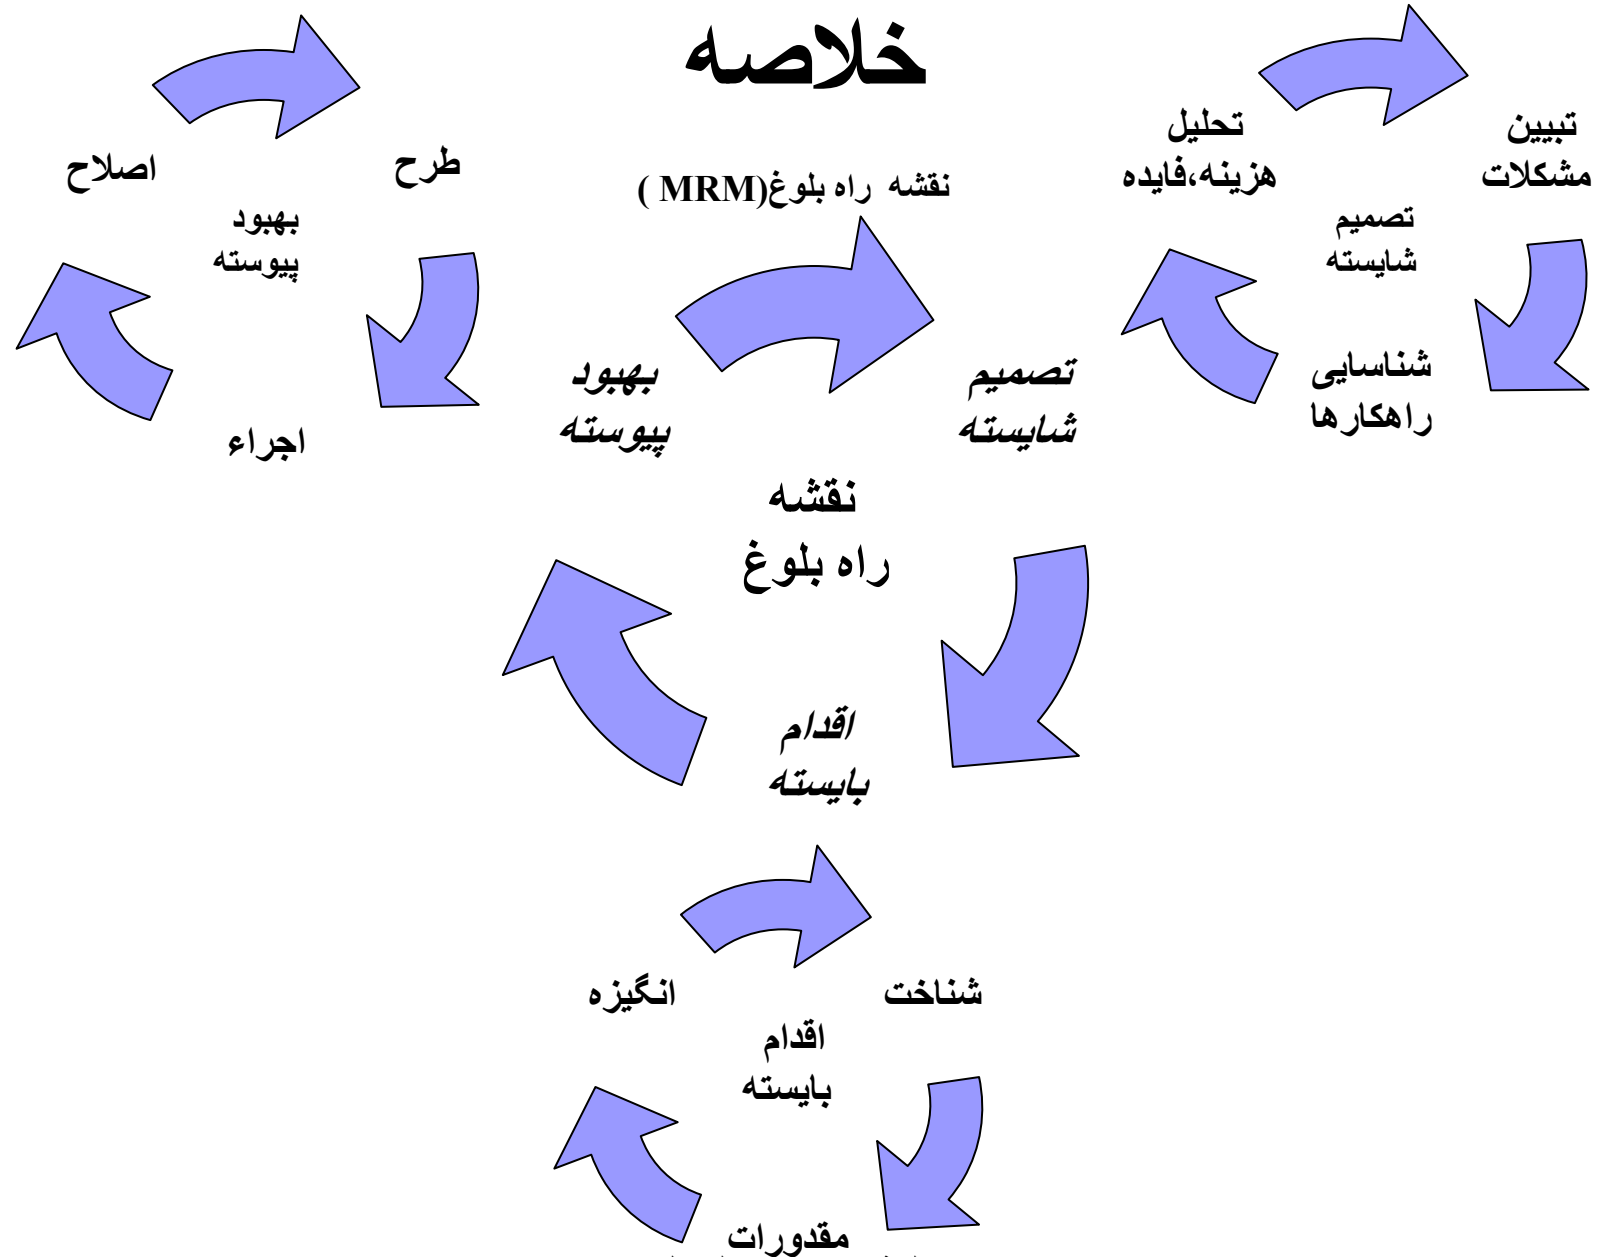 خلاصه
نقشه راه بلوغ(MRM )
اصلاح
طرح
بهبود
پیوسته
اجراء
تحلیل
هزینه،فایده
تبیین
مشکلات
تصمیم
شایسته
شناسایی
راهکارها
بهبود
پیوسته
تصمیم
شایسته
نقشه
راه بلوغ
اقدام
بایسته
انگیزه
شناخت
اقدام
بایسته
مقدورات